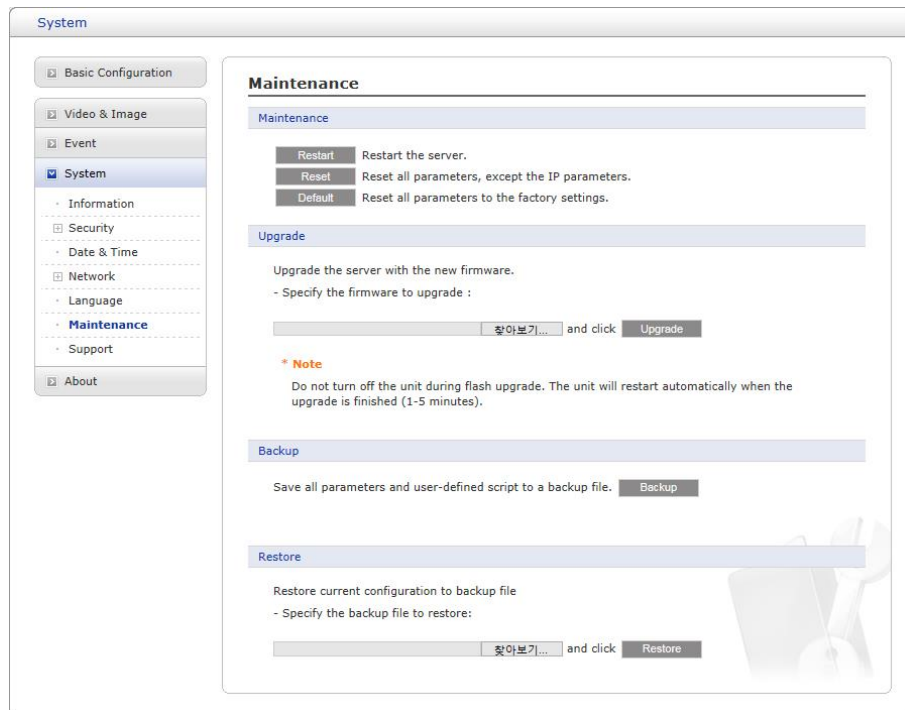 System
Basic Configuration
Video & Image
Event
System
Information
Security
Date & Time
Network
Language
Maintenance
Support
About
Maintenance
Maintenance
Restart Restart the server.
Reset Reset all parameters, except the IP parameters.
Default Reset all parameters to the factory settings.
Upgrade
Upgrade the server with the new firmware.
- Specify the firmware to upgrade :
찾아보기... and click Upgrade
* Note
Do not turn off the unit during flash upgrade. The unit will restart automatically when the
upgrade is finished (1-5 minutes).
Backup
Save all parameters and user-defined script to a backup file. Backup
Restore
Restore current configuration to backup file
- Specify the backup file to restore:
찾아보기... and click Restore